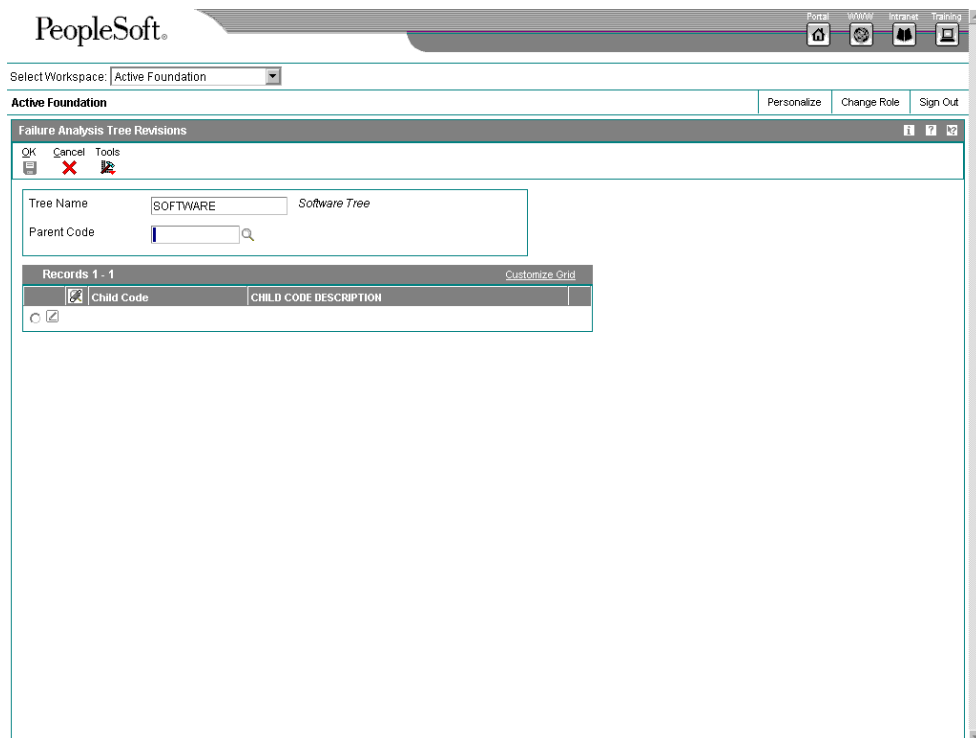 PeopleSoft.
Portal WWW Intranet Training
Select Workspace: Active Foundation
Active Foundation Personalize Change Role Sign Out
Failure Analysis Tree Revisions
OK Cancel Tools
Tree Name SOFTWARE Software Tree
Parent Code
Records 1 - 1 Customize Grid
Child Code CHILD CODE DESCRIPTION